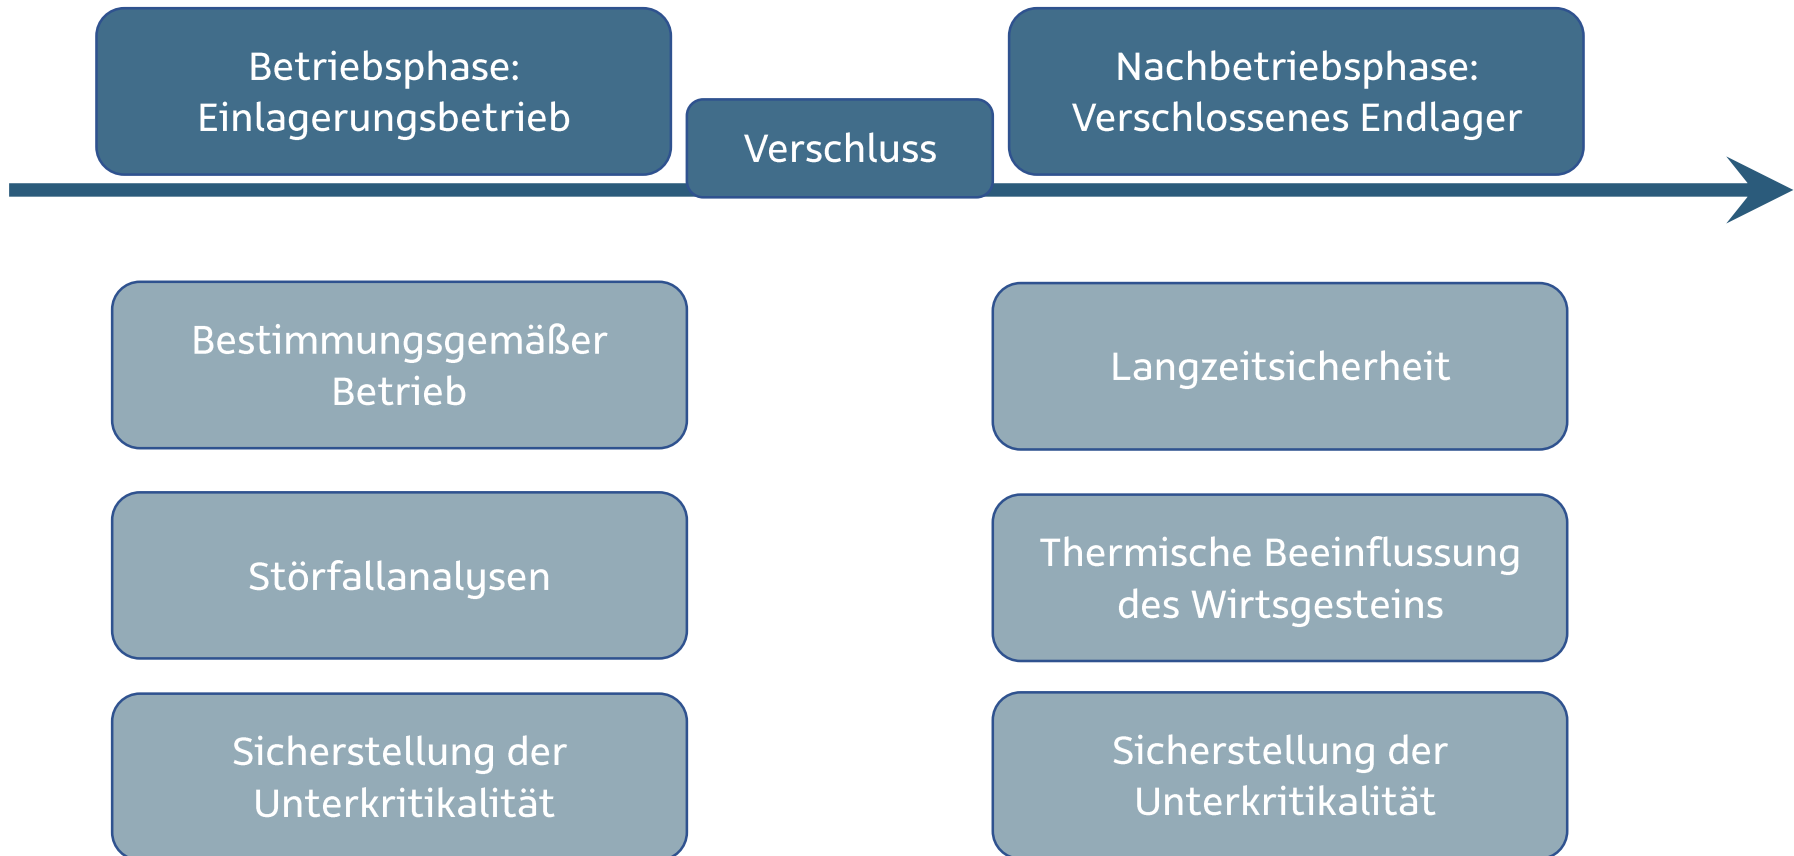 Betriebsphase:
Einlagerungsbetrieb
Verschluss
Nachbetriebsphase:
Verschlossenes Endlager
Bestimmungsgemäßer
Betrieb
Störfallanalysen
Sicherstellung der
Unterkritikalität
Langzeitsicherheit
Thermische Beeinflussung
des Wirtsgesteins
Sicherstellung der
Unterkritikalität